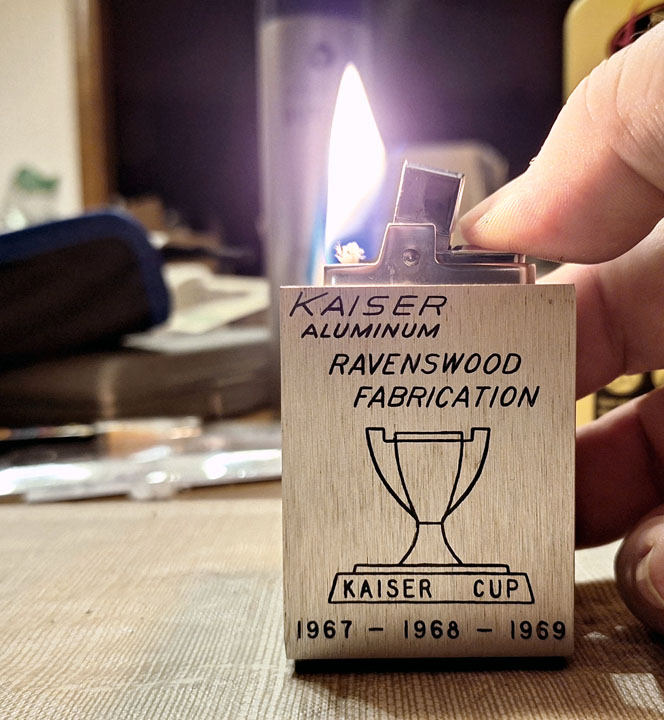 KAISER
ALUMINUM
RAVENSWOOD
FABRICATION
KAISER CUP
1967 - 1968 - 1969